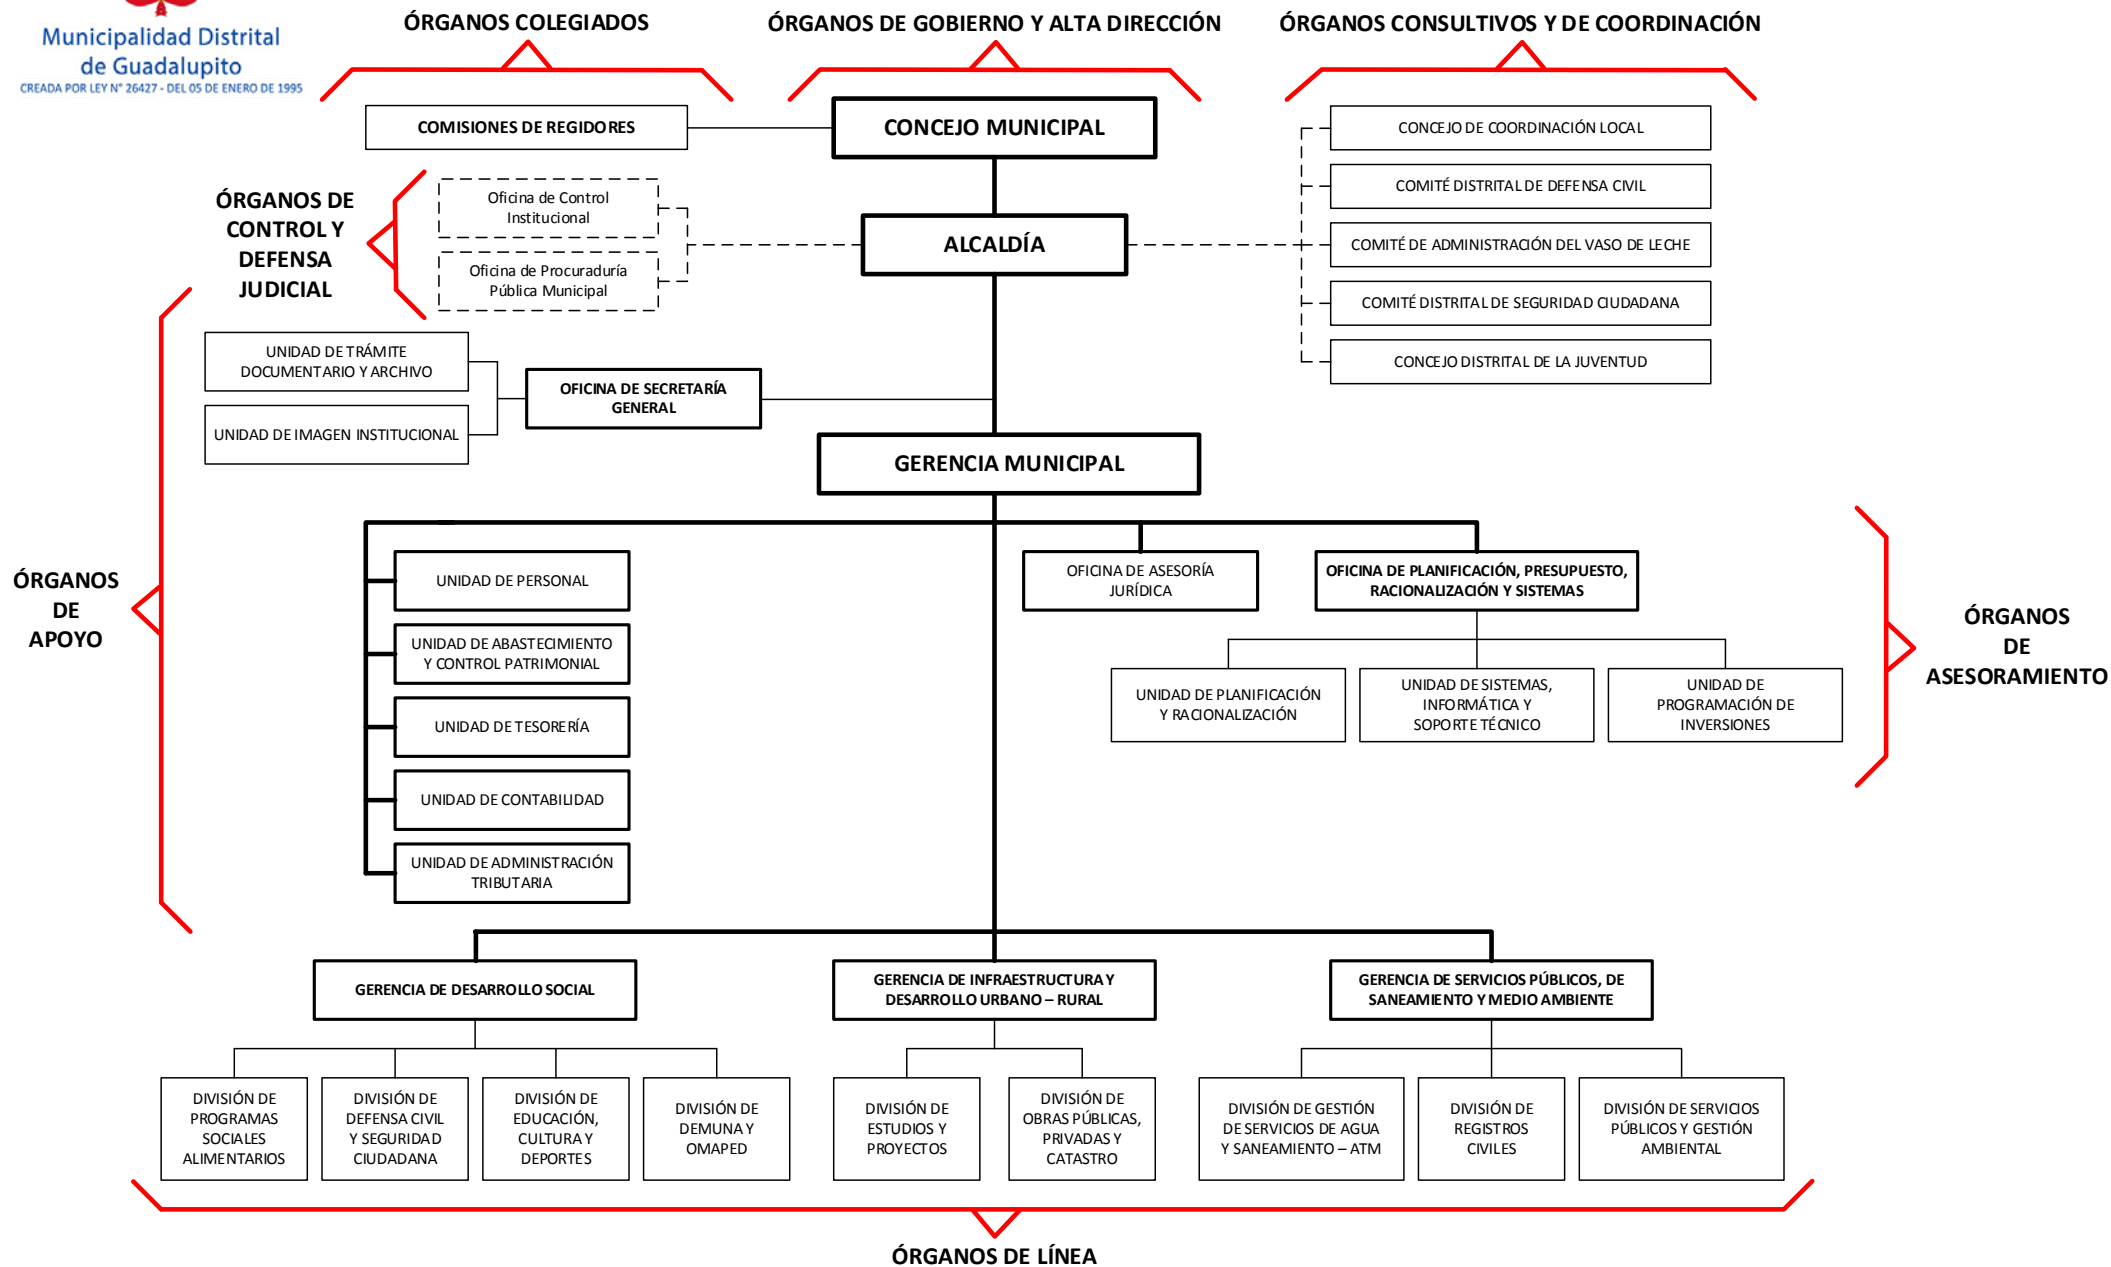 Municipalidad Distrital
de Guadalupito
CREADA POR LEY N° 26427 - DEL 05 DE ENERO DE 1995
ÓRGANOS COLEGIADOS
ÓRGANOS DE GOBIERNO Y ALTA DIRECCIÓN
ÓRGANOS CONSULTIVOS Y DE COORDINACIÓN
COMISIONES DE REGIDORES
CONCEJO MUNICIPAL
CONCEJO DE COORDINACIÓN LOCAL
COMITÉ DISTRITAL DE DEFENSA CIVIL
COMITÉ DE ADMINISTRACIÓN DEL VASO DE LECHE
COMITÉ DISTRITAL DE SEGURIDAD CIUDADANA
CONCEJO DISTRITAL DE LA JUVENTUD
ÓRGANOS DE
CONTROL Y
DEFENSA
JUDICIAL
Oficina de Control
Institucional
Oficina de Procuraduría
Pública Municipal
ALCALDÍA
UNIDAD DE TRÁMITE
DOCUMENTARIO Y ARCHIVO
UNIDAD DE IMAGEN INSTITUCIONAL
OFICINA DE SECRETARÍA
GENERAL
GERENCIA MUNICIPAL
ÓRGANOS
DE
APOYO
UNIDAD DE PERSONAL
UNIDAD DE ABASTECIMIENTO
Y CONTROL PATRIMONIAL
UNIDAD DE TESORERÍA
UNIDAD DE CONTABILIDAD
UNIDAD DE ADMINISTRACIÓN
TRIBUTARIA
OFICINA DE ASESORÍA
JURÍDICA
OFICINA DE PLANIFICACIÓN, PRESUPUESTO,
RACIONALIZACIÓN Y SISTEMAS
UNIDAD DE PLANIFICACIÓN
Y RACIONALIZACIÓN
UNIDAD DE SISTEMAS,
INFORMÁTICA Y
SOPORTE TÉCNICO
UNIDAD DE
PROGRAMACIÓN DE
INVERSIONES
ÓRGANOS
DE
ASESORAMIENTO
GERENCIA DE DESARROLLO SOCIAL
GERENCIA DE INFRAESTRUCTURA Y
DESARROLLO URBANO – RURAL
GERENCIA DE SERVICIOS PÚBLICOS, DE
SANEAMIENTO Y MEDIO AMBIENTE
DIVISIÓN DE
PROGRAMAS
SOCIALES
ALIMENTARIOS
DIVISIÓN DE
DEFENSA CIVIL
Y SEGURIDAD
CIUDADANA
DIVISIÓN DE
EDUCACIÓN,
CULTURA Y
DEPORTES
DIVISIÓN DE
DEMUNA Y
OMAPED
DIVISIÓN DE
ESTUDIOS Y
PROYECTOS
DIVISIÓN DE
OBRAS PÚBLICAS,
PRIVADAS Y
CATASTRO
DIVISIÓN DE GESTIÓN
DE SERVICIOS DE AGUA
Y SANEAMIENTO – ATM
DIVISIÓN DE
REGISTROS
CIVILES
DIVISIÓN DE SERVICIOS
PÚBLICOS Y GESTIÓN
AMBIENTAL
ÓRGANOS DE LÍNEA